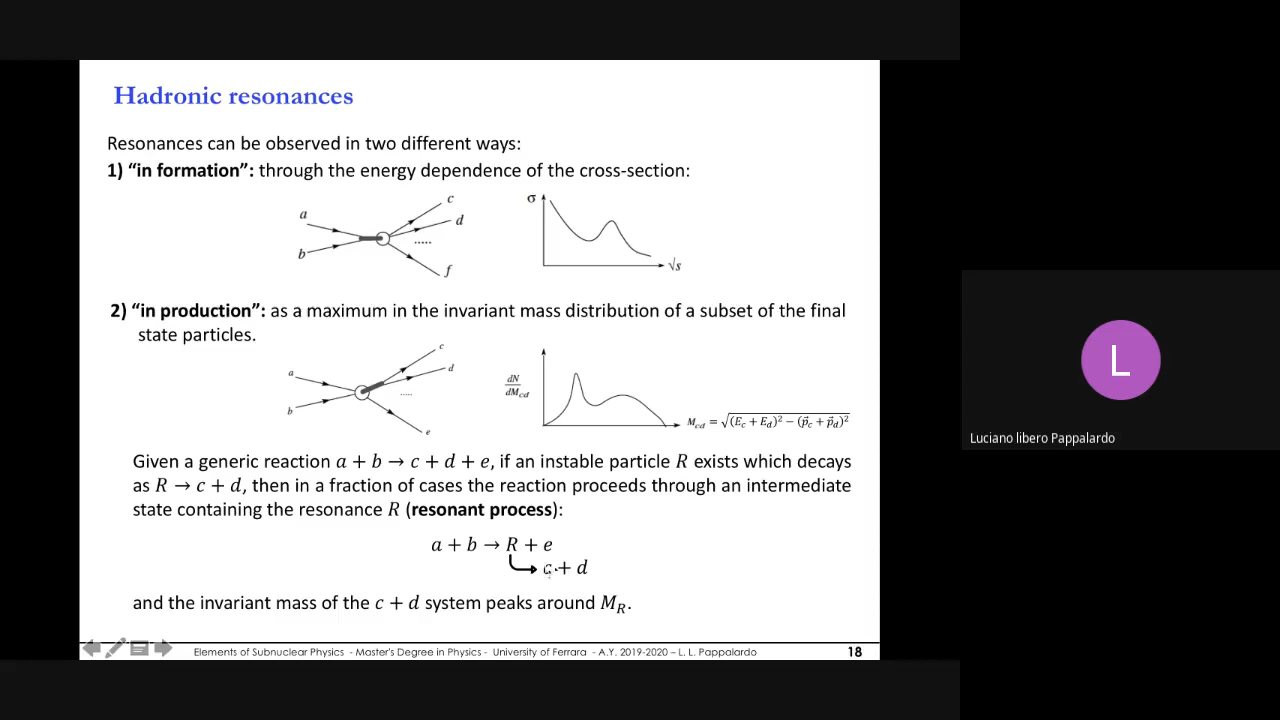 Hadronic resonances
Resonances can be observed in two different ways:
1) “in formation”: through the energy dependence of the cross-section:
a
b
c
d
.....
f
σ
√s
2) “in production”: as a maximum in the invariant mass distribution of a subset of the final
state particles.
a
b
c
d
.....
e
dN
dM_cd
M_cd = √(E_c + E_d)² − (p⃗_c + p⃗_d)²
Given a generic reaction a + b → c + d + e, if an instable particle R exists which decays
as R → c + d, then in a fraction of cases the reaction proceeds through an intermediate
state containing the resonance R (resonant process):
a + b → R + e
c + d
and the invariant mass of the c + d system peaks around M_R.
Elements of Subnuclear Physics - Master's Degree in Physics - University of Ferrara - A.Y. 2019-2020 – L. L. Pappalardo
18
L
Luciano libero Pappalardo